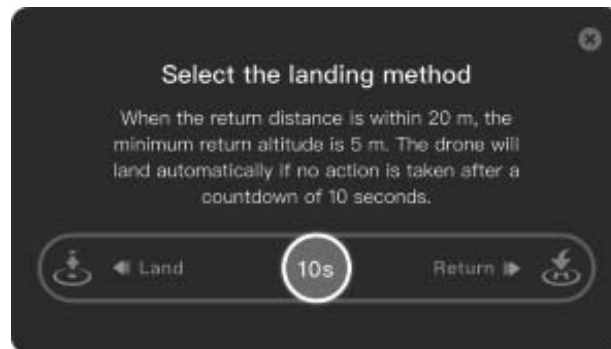 Select the landing method
When the return distance is within 20 m, the
minimum return altitude is 5 m. The drone will
land automatically if no action is taken after a
countdown of 10 seconds.
Land 10s Return